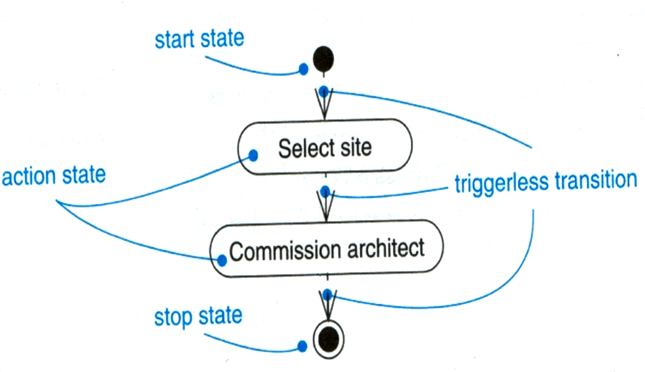 start state
Select site
action state
triggerless transition
Commission architect
stop state